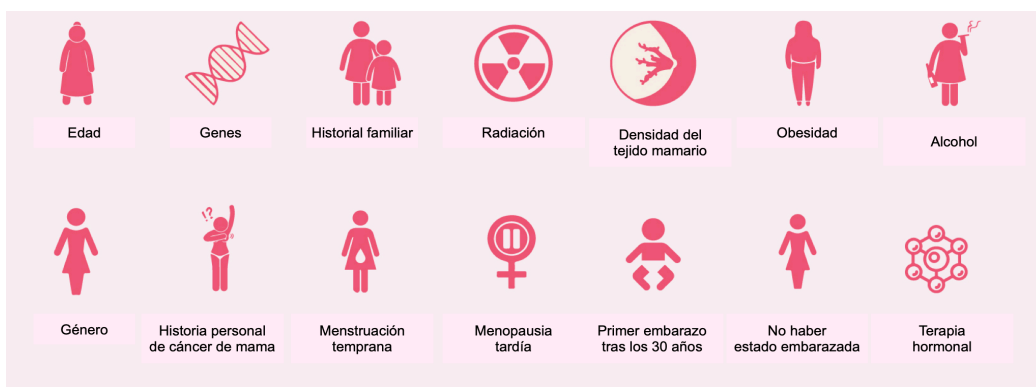 Edad
Genes
Historial familiar
Radiación
Densidad del
tejido mamario
Obesidad
Alcohol
!?
Género
Historia personal
de cáncer de mama
Menstruación
temprana
Menopausia
tardía
Primer embarazo
tras los 30 años
No haber
estado embarazada
Terapia
hormonal